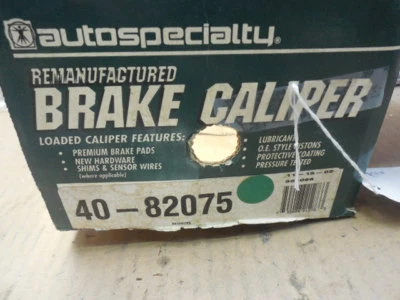 autospecialty®
REMANUFACTURED
BRAKE CALIPER
LOADED CALIPER FEATURES:
• PREMIUM BRAKE PADS
• NEW HARDWARE
• SHIMS & SENSOR WIRES
(where applicable)
LUBRICANT
O.E. STYLE PISTONS
PROTECTIVE COATING
PRESSURE TESTED
40-82075